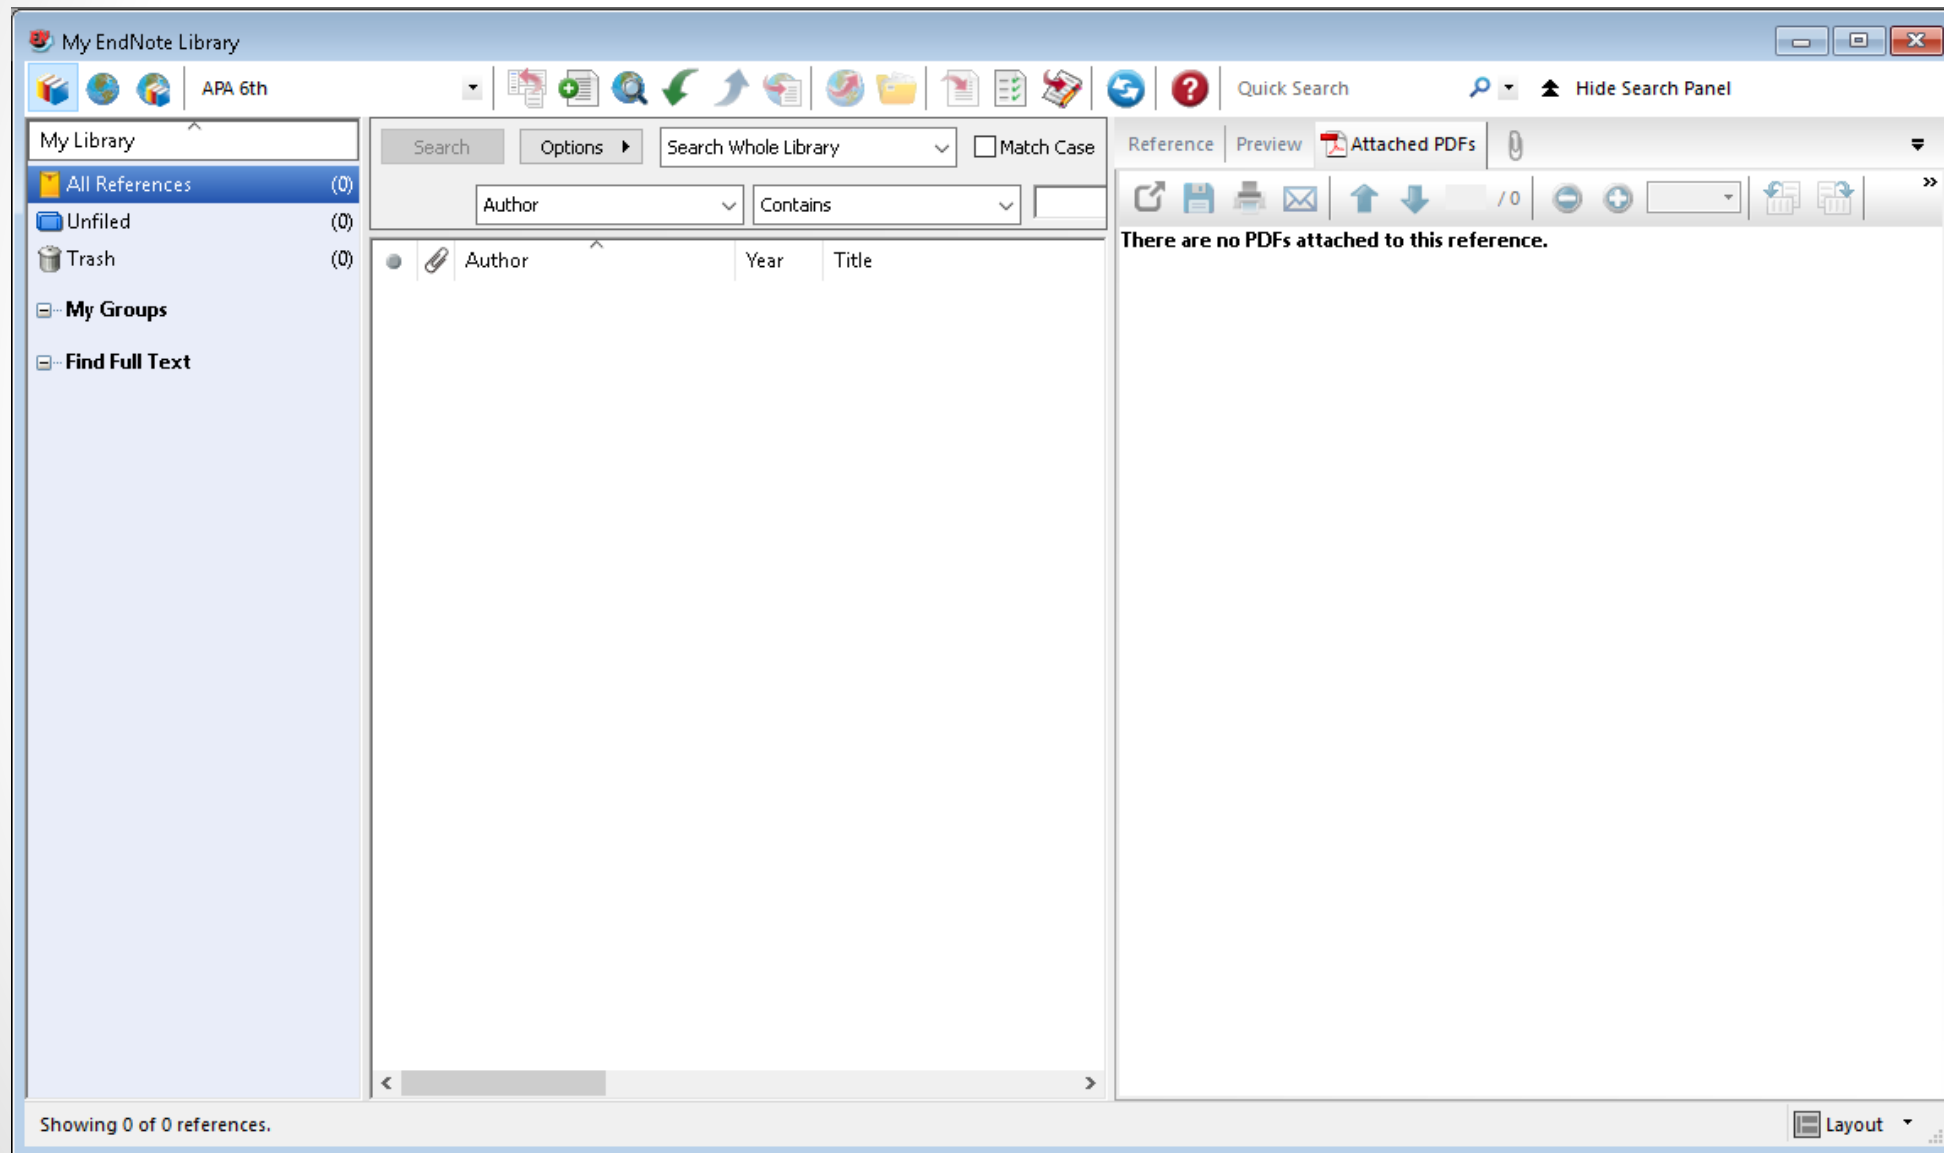 My EndNote Library
APA 6th
Quick Search
Hide Search Panel
My Library
All References (0)
Unfiled (0)
Trash (0)
My Groups
Find Full Text
Search Options Search Whole Library Match Case
Author Contains
Author Year Title
Reference Preview Attached PDFs
/ 0
There are no PDFs attached to this reference.
Showing 0 of 0 references.
Layout